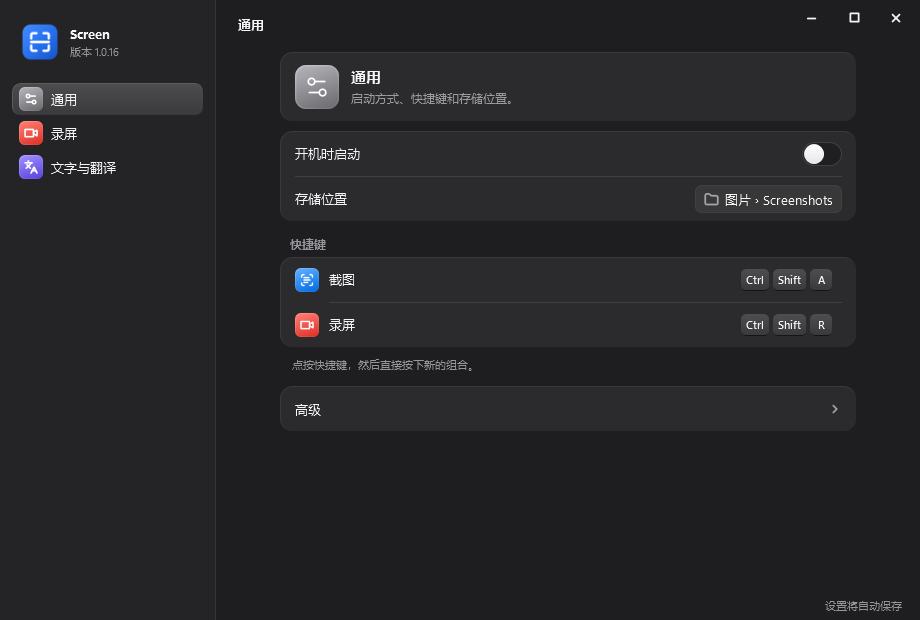 Screen
版本 1.0.16
通用
录屏
文字与翻译
通用
通用
启动方式、快捷键和存储位置。
开机时启动
存储位置
图片 › Screenshots
快捷键
截图
Ctrl Shift A
录屏
Ctrl Shift R
点按快捷键，然后直接按下新的组合。
高级
设置将自动保存